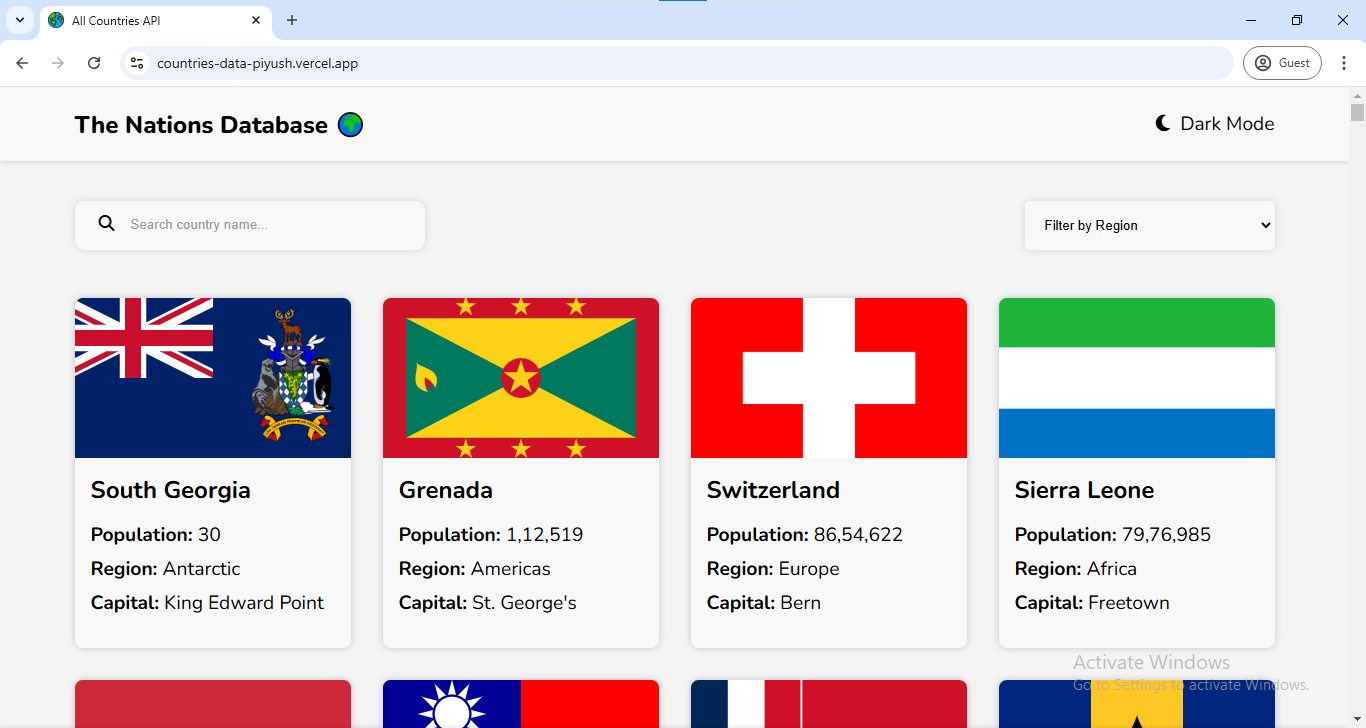 All Countries API
countries-data-piyush.vercel.app
Guest
The Nations Database
Dark Mode
Search country name...
Filter by Region
South Georgia
Population: 30
Region: Antarctic
Capital: King Edward Point
Grenada
Population: 1,12,519
Region: Americas
Capital: St. George's
Switzerland
Population: 86,54,622
Region: Europe
Capital: Bern
Sierra Leone
Population: 79,76,985
Region: Africa
Capital: Freetown
Activate Windows
Go to Settings to activate Windows.